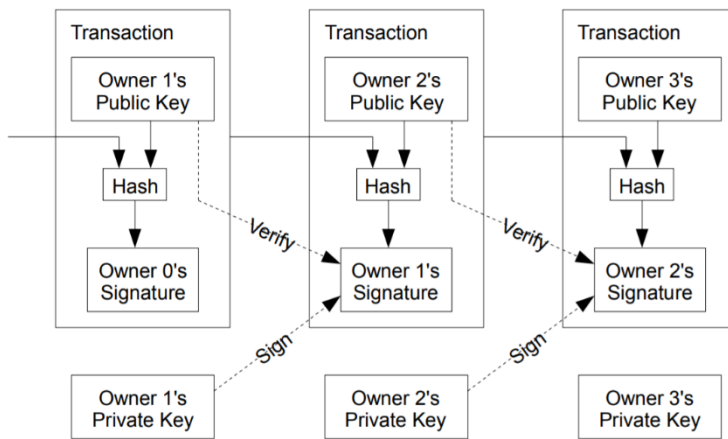 Transaction
Transaction
Transaction
Owner 1's
Public Key
Owner 2's
Public Key
Owner 3's
Public Key
Hash
Hash
Hash
Verify
Verify
Owner 0's
Signature
Owner 1's
Signature
Owner 2's
Signature
Sign
Sign
Owner 1's
Private Key
Owner 2's
Private Key
Owner 3's
Private Key